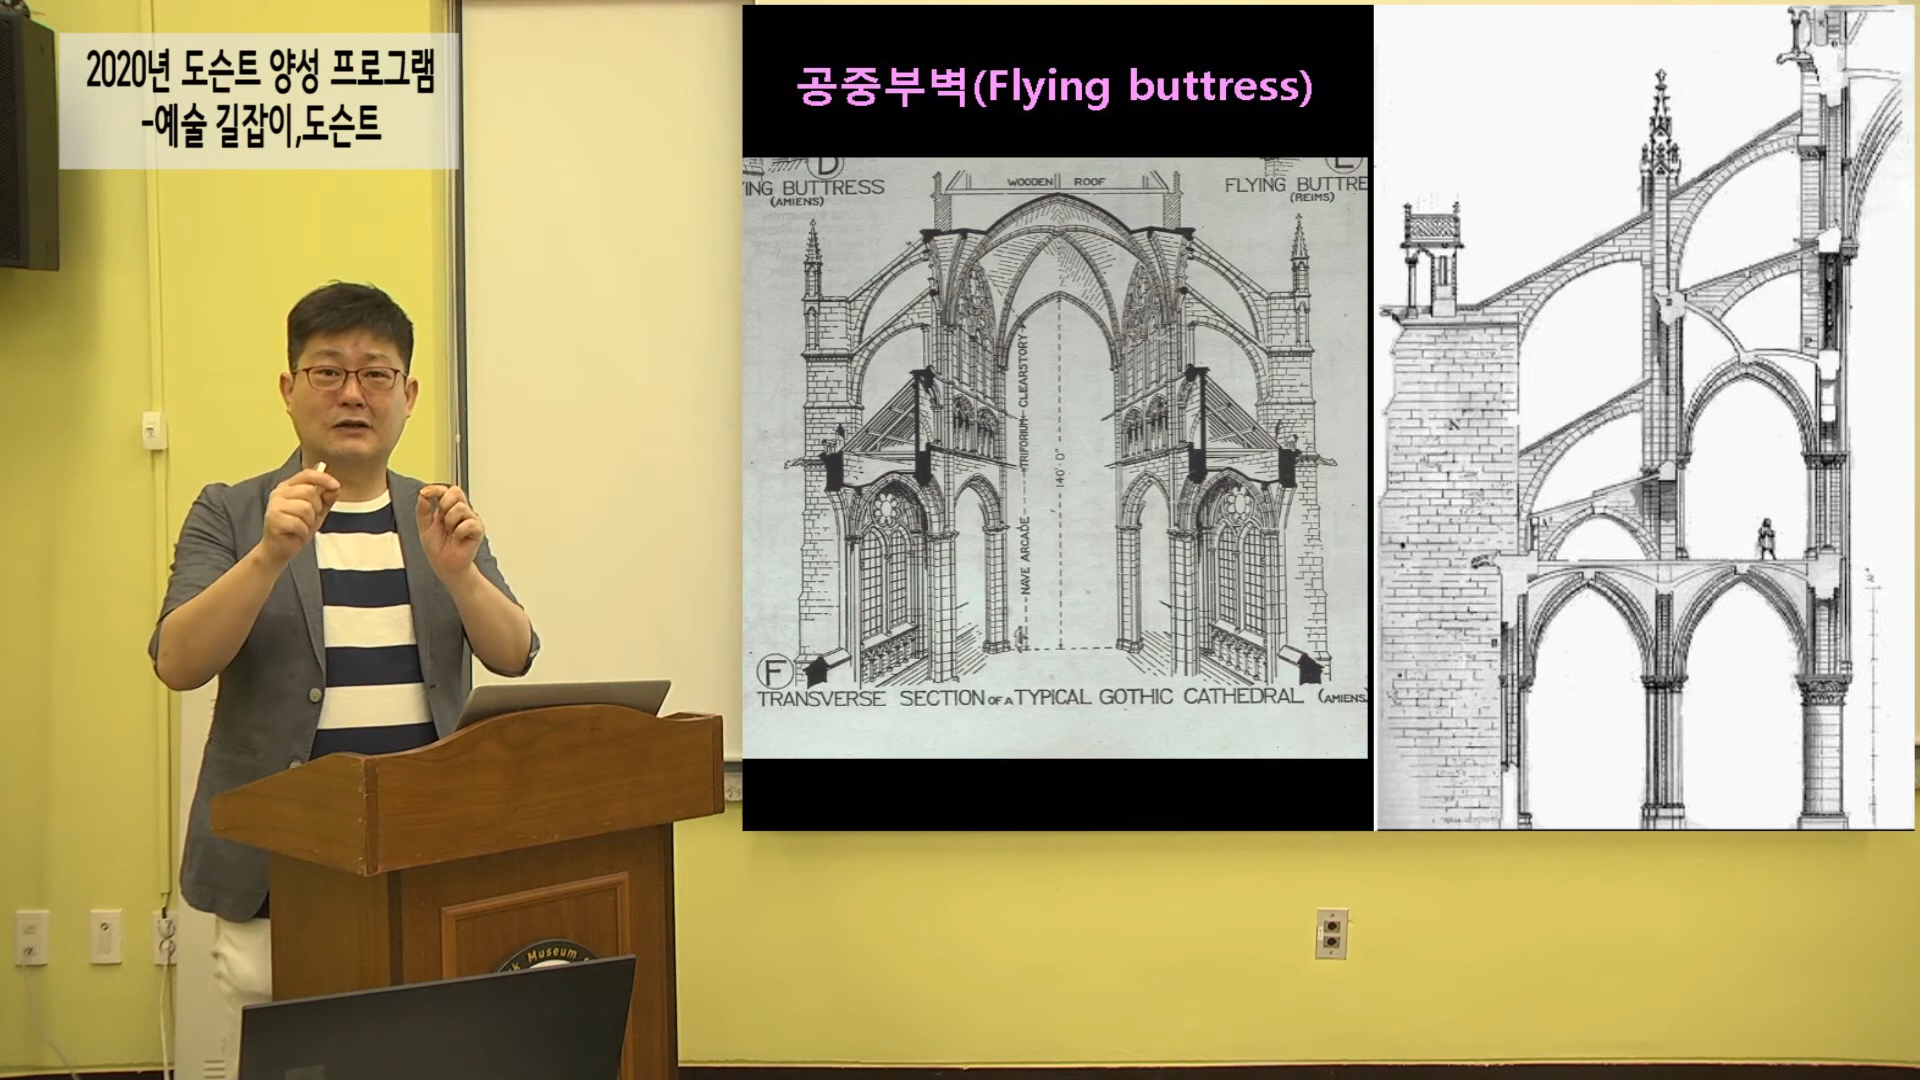 2020년 도슨트 양성 프로그램
-예술 길잡이,도슨트
공중부벽(Flying buttress)
D
ING BUTTRESS
(AMIENS)
WOODEN ROOF
FLYING BUTTRE
(REIMS)
NAVE ARCADE TRIFORIUM CLEARSTORY
140' 0"
F
TRANSVERSE SECTION OF A TYPICAL GOTHIC CATHEDRAL (AMIENS
Museum